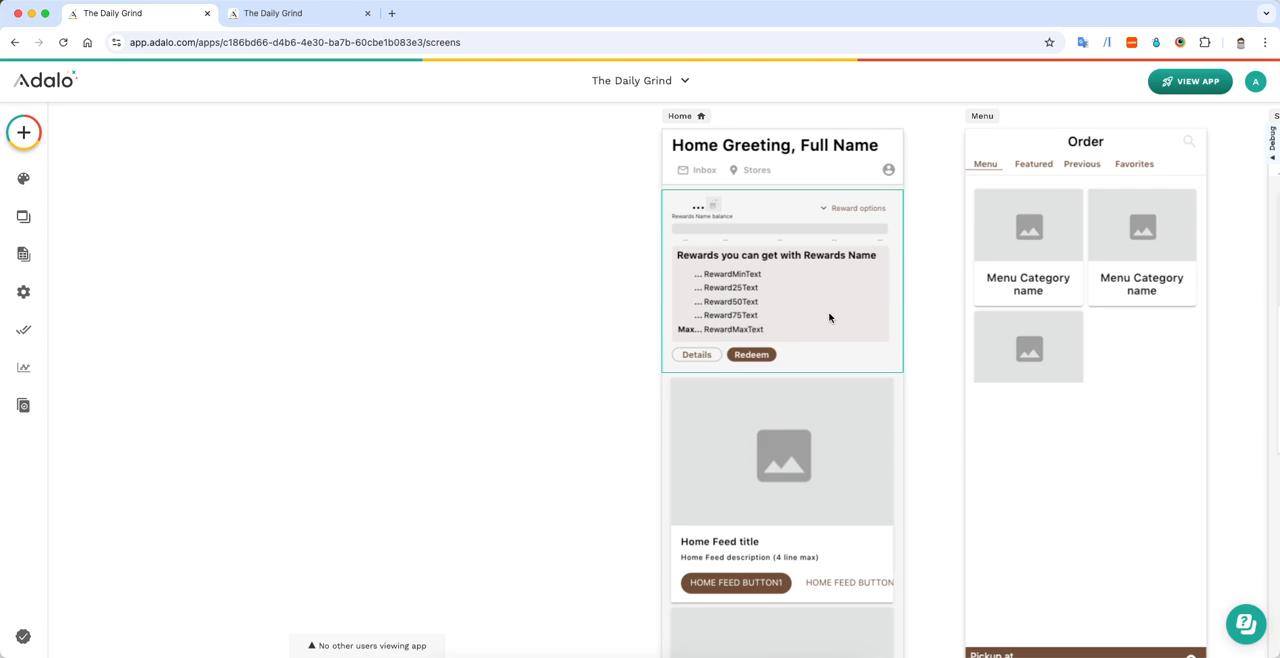 The Daily Grind
The Daily Grind
app.adalo.com/apps/c186bd66-d4b6-4e30-ba7b-60cbe1b083e3/screens
Adalo
The Daily Grind
VIEW APP
A
Home
Menu
S
Debug
Home Greeting, Full Name
Inbox Stores
... Reward options
Rewards Name balance
Rewards you can get with Rewards Name
... RewardMinText
... Reward25Text
... Reward50Text
... Reward75Text
Max... RewardMaxText
Details Redeem
Home Feed title
Home Feed description (4 line max)
HOME FEED BUTTON1 HOME FEED BUTTON
Order
Menu Featured Previous Favorites
Menu Category name
Menu Category name
Pickup at
No other users viewing app